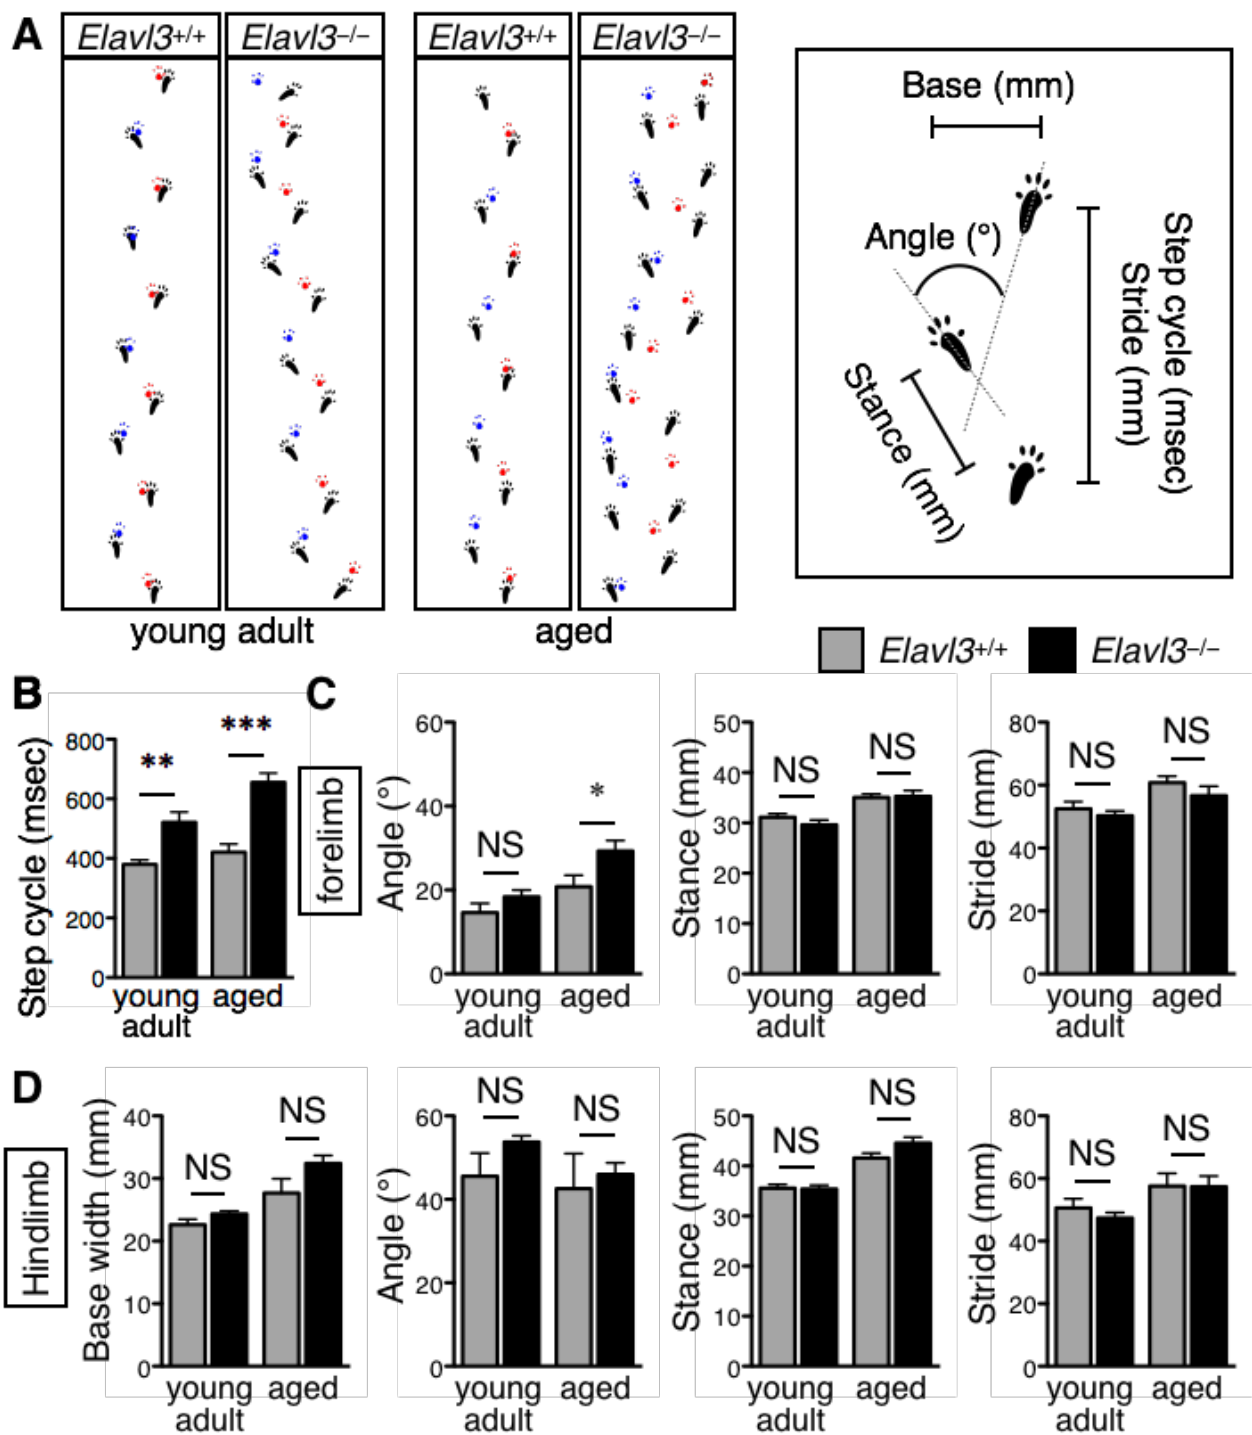 A
Elavl3+/+
Elavl3–/–
Elavl3+/+
Elavl3–/–
young adult
aged
Base (mm)
Angle (°)
Stance (mm)
Step cycle (msec)
Stride (mm)
Elavl3+/+
Elavl3–/–
B
Step cycle (msec)
800
600
400
200
0
**
***
young
adult
aged
C
forelimb
Angle (°)
60
40
20
0
NS
*
young
adult
aged
Stance (mm)
50
40
30
20
10
0
NS
NS
young
adult
aged
Stride (mm)
80
60
40
20
0
NS
NS
young
adult
aged
D
Hindlimb
Base width (mm)
40
30
20
10
0
NS
NS
young
adult
aged
Angle (°)
60
40
20
0
NS
NS
young
adult
aged
Stance (mm)
50
40
30
20
10
0
NS
NS
young
adult
aged
Stride (mm)
80
60
40
20
0
NS
NS
young
adult
aged